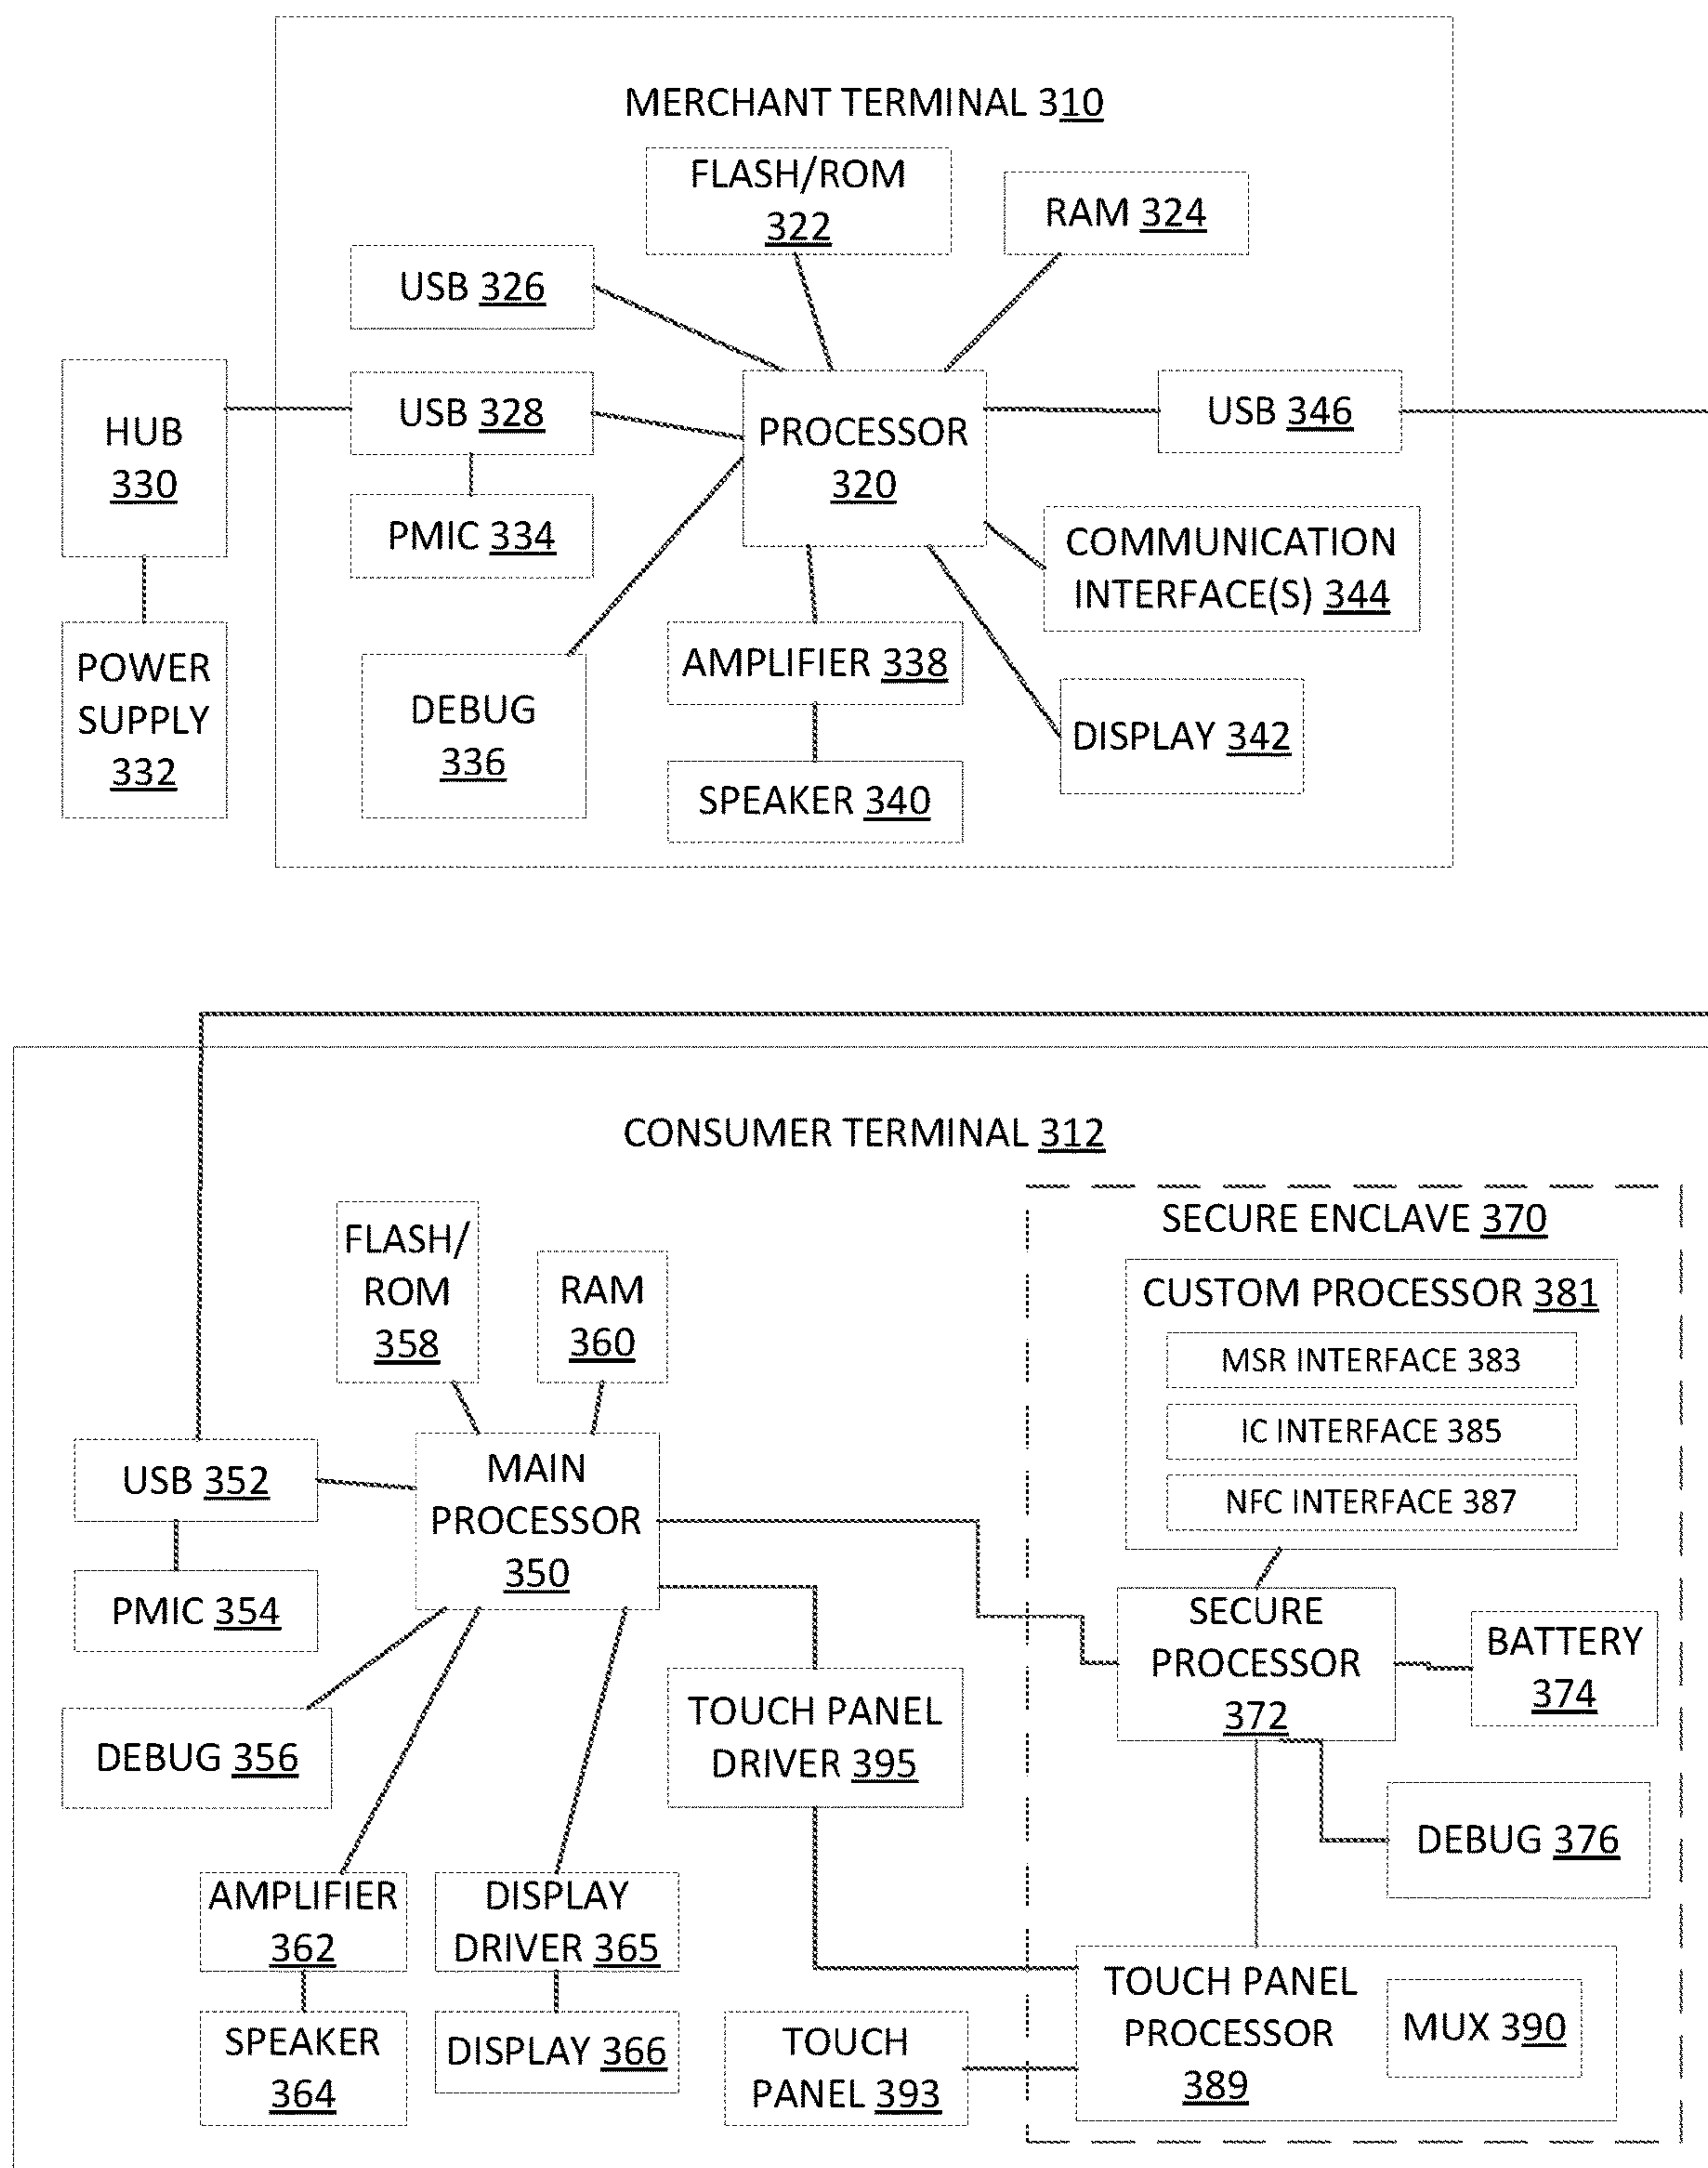 MERCHANT TERMINAL 310
FLASH/ROM
322
RAM 324
USB 326
HUB
330
USB 328
PROCESSOR
320
USB 346
PMIC 334
COMMUNICATION
INTERFACE(S) 344
POWER
SUPPLY
332
DEBUG
336
AMPLIFIER 338
DISPLAY 342
SPEAKER 340
CONSUMER TERMINAL 312
FLASH/
ROM
358
RAM
360
SECURE ENCLAVE 370
CUSTOM PROCESSOR 381
MSR INTERFACE 383
IC INTERFACE 385
NFC INTERFACE 387
USB 352
MAIN
PROCESSOR
350
PMIC 354
SECURE
PROCESSOR
372
BATTERY
374
DEBUG 356
TOUCH PANEL
DRIVER 395
DEBUG 376
AMPLIFIER
362
DISPLAY
DRIVER 365
SPEAKER
364
DISPLAY 366
TOUCH
PANEL 393
TOUCH PANEL
PROCESSOR
389
MUX 390